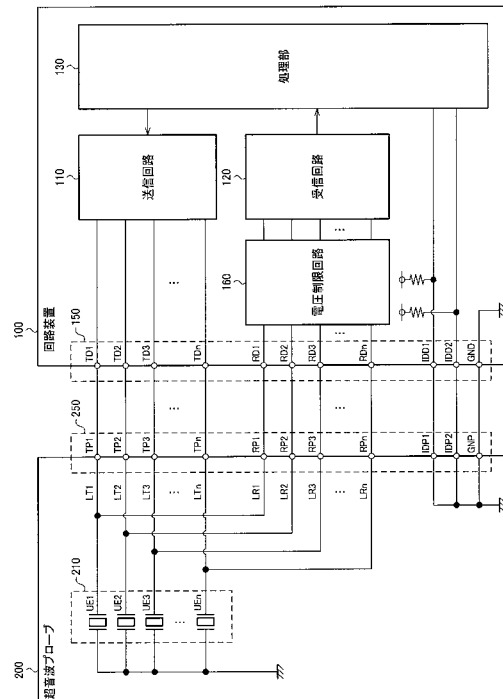 100
回路装置
130
処理部
110
送信回路
120
受信回路
160
電圧制限回路
...
...
...
150
TD1
TD2
TD3
...
TDn
RD1
RD2
RD3
...
RDn
IDD1
IDD2
GND
...
...
250
TP1
TP2
TP3
...
TPn
RP1
RP2
RP3
...
RPn
IDP1
IDP2
GNP
LT1
LT2
LT3
...
LTn
LR1
LR2
LR3
...
LRn
210
UE1
UE2
UE3
...
UEn
200
超音波プローブ